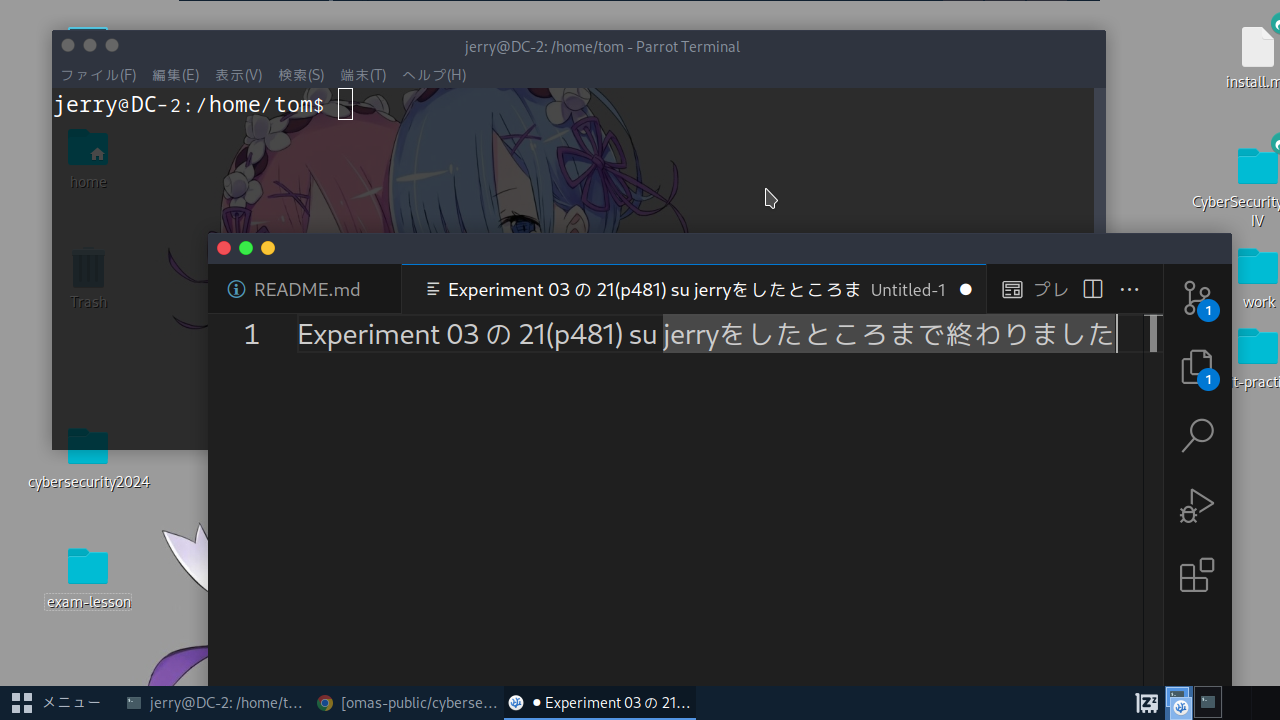 jerry@DC-2: /home/tom - Parrot Terminal
ファイル(F) 編集(E) 表示(V) 検索(S) 端末(T) ヘルプ(H)
jerry@DC-2:/home/tom$
home
Trash
cybersecurity2024
exam-lesson
install.m
CyberSecurity
IV
work
t-practi
README.md
Experiment 03 の 21(p481) su jerryをしたところま Untitled-1
プレ
1
1
1 Experiment 03 の 21(p481) su jerryをしたところまで終わりました
メニュー
jerry@DC-2: /home/t...
[omas-public/cyberse...
● Experiment 03 の 21...